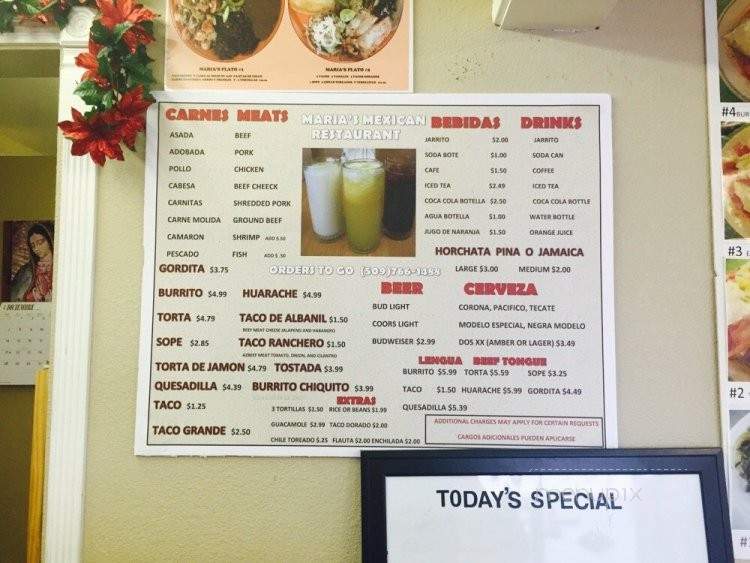 MARIA'S PLATO #1
MARIA'S PLATO #2
CARNES MEATS
ASADA BEEF
ADOBADA PORK
POLLO CHICKEN
CABESA BEEF CHEECK
CARNITAS SHREDDED PORK
CARNE MOLIDA GROUND BEEF
CAMARON SHRIMP ADD $.50
PESCADO FISH ADD $.50
MARIA'S MEXICAN
RESTAURANT
BEBIDAS DRINKS
JARRITO $2.00 JARRITO
SODA BOTE $1.00 SODA CAN
CAFE $1.50 COFFEE
ICED TEA $2.49 ICED TEA
COCA COLA BOTELLA $2.50 COCA COLA BOTTLE
AGUA BOTELLA $1.00 WATER BOTTLE
JUGO DE NARANJA $1.50 ORANGE JUICE
HORCHATA PINA O JAMAICA
LARGE $3.00 MEDIUM $2.00
GORDITA $3.75
ORDERS TO GO (509)766-1488
BURRITO $4.99 HUARACHE $4.99
TORTA $4.79 TACO DE ALBANIL $1.50
BEEF MEAT CHEESE JALAPENO AND HABANERO
SOPE $2.85 TACO RANCHERO $1.50
TORTA DE JAMON $4.79 TOSTADA $3.99
QUESADILLA $4.39 BURRITO CHIQUITO $3.99
TACO $1.25
TACO GRANDE $2.50
EXTRAS
3 TORTILLAS $1.50 RICE OR BEANS $1.99
GUACAMOLE $2.99 TACO DORADO $2.00
CHILE TOREADO $.25 FLAUTA $2.00 ENCHILADA $2.00
BEER CERVEZA
BUD LIGHT CORONA, PACIFICO, TECATE
COORS LIGHT MODELO ESPECIAL, NEGRA MODELO
BUDWEISER $2.99 DOS XX (AMBER OR LAGER) $3.49
LENGUA BEEF TONGUE
BURRITO $5.99 TORTA $5.59 SOPE $3.25
TACO $1.50 HUARACHE $5.99 GORDITA $4.49
QUESADILLA $5.39
ADDITIONAL CHARGES MAY APPLY FOR CERTAIN REQUESTS
CARGOS ADICIONALES PUEDEN APLICARSE
TODAY'S SPECIAL
#4
#3
#2